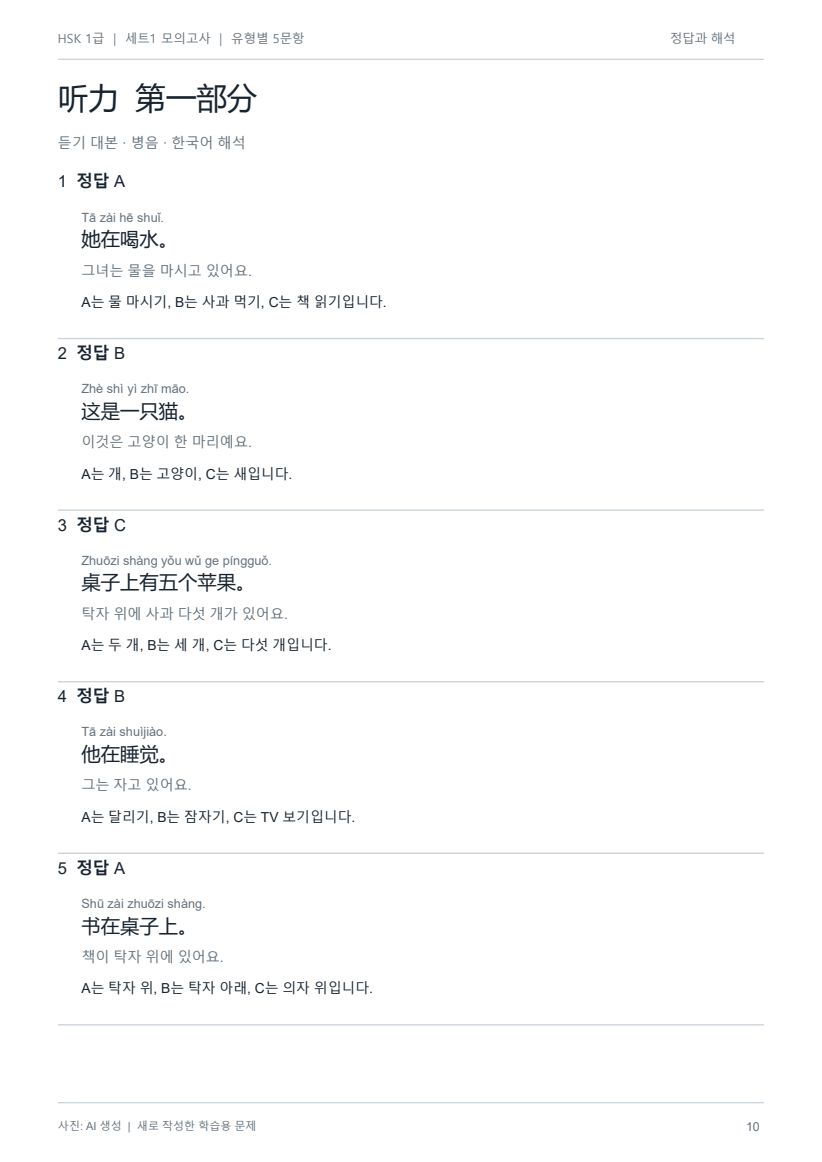 HSK 1급 | 세트1 모의고사 | 유형별 5문항 정답과 해석
听力 第一部分
듣기 대본 · 병음 · 한국어 해석
1 정답 A
Tā zài hē shuǐ.
她在喝水。
그녀는 물을 마시고 있어요.
A는 물 마시기, B는 사과 먹기, C는 책 읽기입니다.
2 정답 B
Zhè shì yì zhī māo.
这是一只猫。
이것은 고양이 한 마리예요.
A는 개, B는 고양이, C는 새입니다.
3 정답 C
Zhuōzi shàng yǒu wǔ ge píngguǒ.
桌子上有五个苹果。
탁자 위에 사과 다섯 개가 있어요.
A는 두 개, B는 세 개, C는 다섯 개입니다.
4 정답 B
Tā zài shuìjiào.
他在睡觉。
그는 자고 있어요.
A는 달리기, B는 잠자기, C는 TV 보기입니다.
5 정답 A
Shū zài zhuōzi shàng.
书在桌子上。
책이 탁자 위에 있어요.
A는 탁자 위, B는 탁자 아래, C는 의자 위입니다.
사진: AI 생성 | 새로 작성한 학습용 문제 10